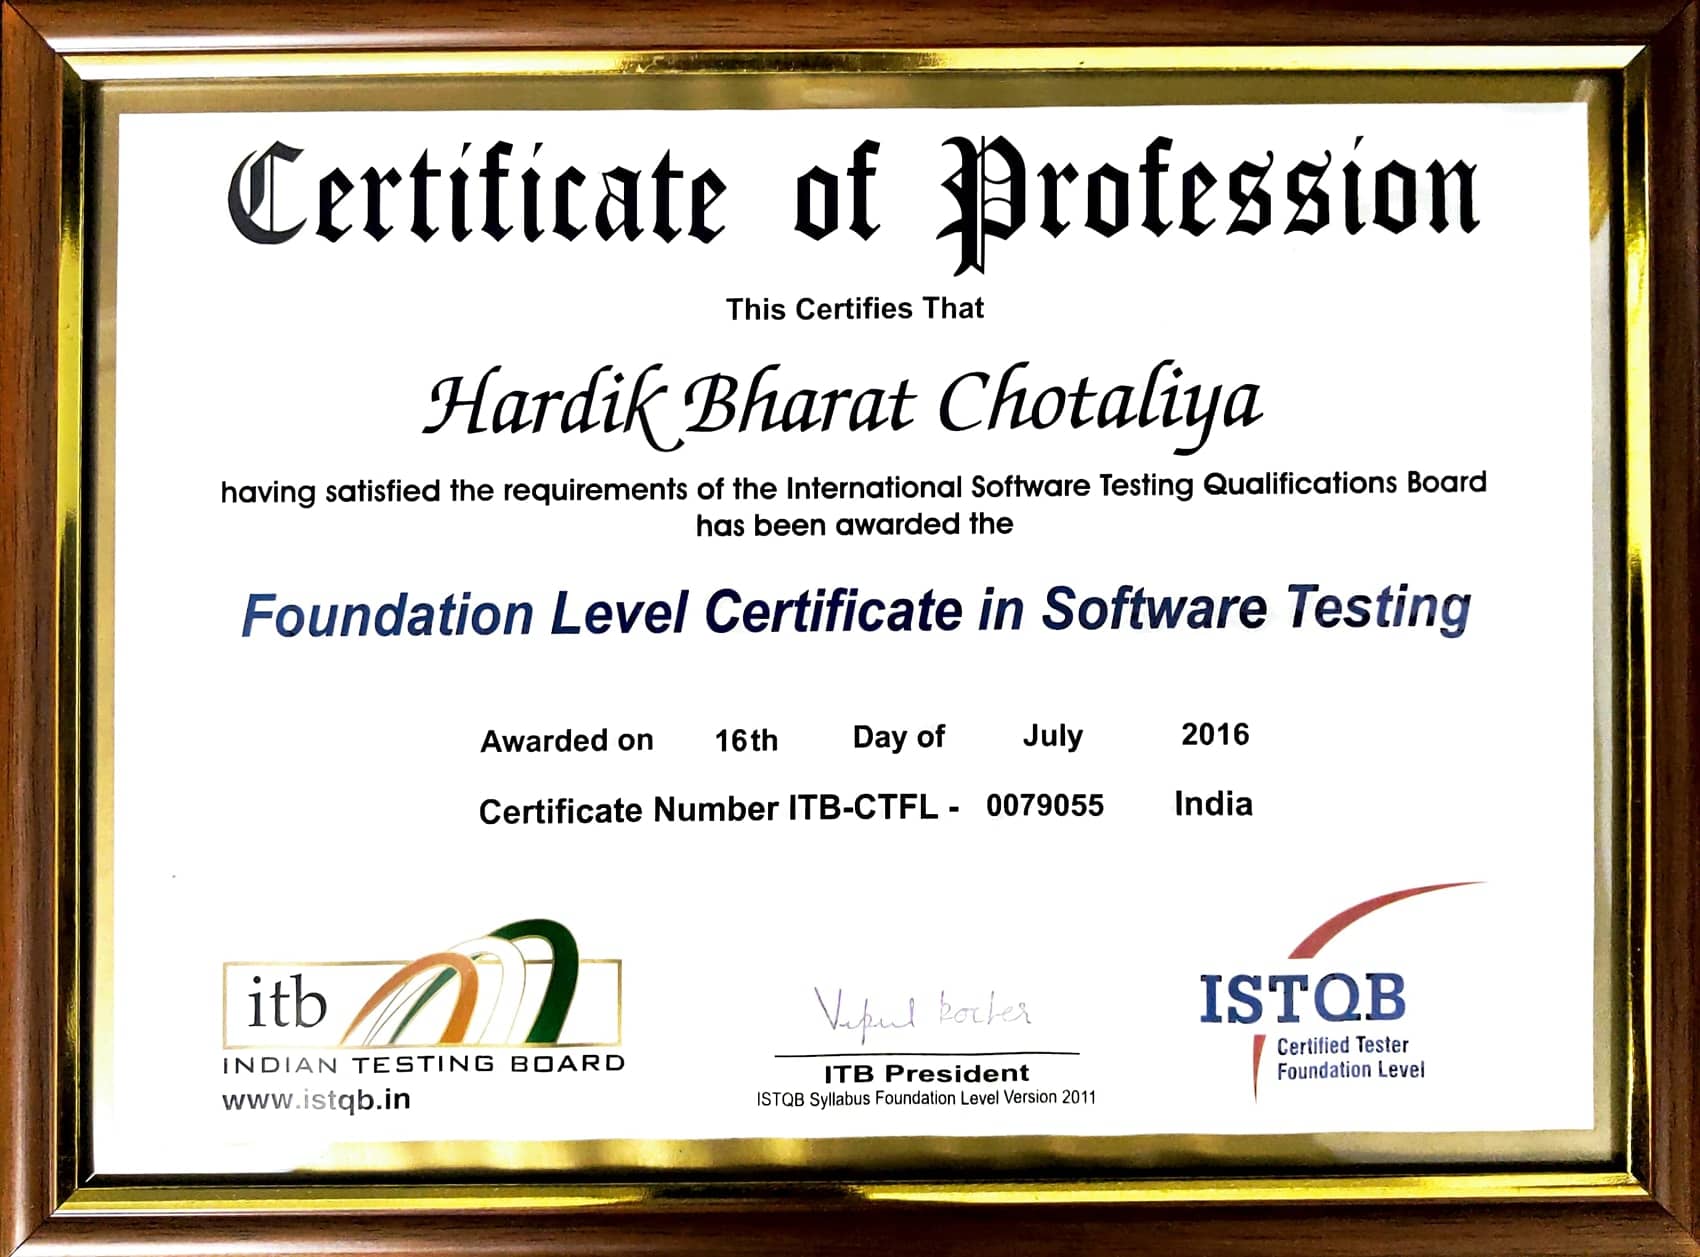 Certificate of Profession
This Certifies That
Hardik Bharat Chotaliya
having satisfied the requirements of the International Software Testing Qualifications Board
has been awarded the
Foundation Level Certificate in Software Testing
Awarded on 16th Day of July 2016
Certificate Number ITB-CTFL - 0079055 India
itb
INDIAN TESTING BOARD
www.istqb.in
Vipul Kocher
ITB President
ISTQB Syllabus Foundation Level Version 2011
ISTQB
Certified Tester
Foundation Level